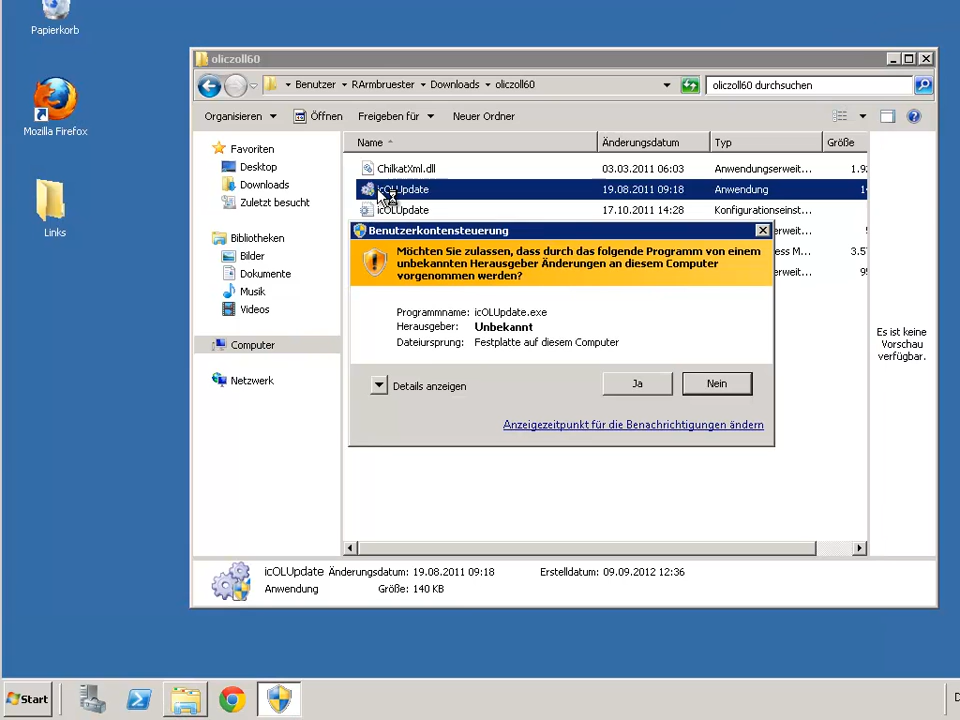 Papierkorb
Mozilla Firefox
Links
oliczoll60
Benutzer RArmbruester Downloads oliczoll60
oliczoll60 durchsuchen
Organisieren Öffnen Freigeben für Neuer Ordner
Name Änderungsdatum Typ Größe
ChilkatXml.dll 03.03.2011 06:03 Anwendungserweit...
icOLUpdate 19.08.2011 09:18 Anwendung
icOLUpdate 17.10.2011 14:28 Konfigurationseinst...
Favoriten
Desktop
Downloads
Zuletzt besucht
Bibliotheken
Bilder
Dokumente
Musik
Videos
Computer
Netzwerk
Benutzerkontensteuerung
Möchten Sie zulassen, dass durch das folgende Programm von einem
unbekannten Herausgeber Änderungen an diesem Computer
vorgenommen werden?
Programmname: icOLUpdate.exe
Herausgeber: Unbekannt
Dateiursprung: Festplatte auf diesem Computer
Details anzeigen
Ja
Nein
Anzeigezeitpunkt für die Benachrichtigungen ändern
Es ist keine
Vorschau
verfügbar.
icOLUpdate Änderungsdatum: 19.08.2011 09:18 Erstelldatum: 09.09.2012 12:36
Anwendung Größe: 140 KB
Start